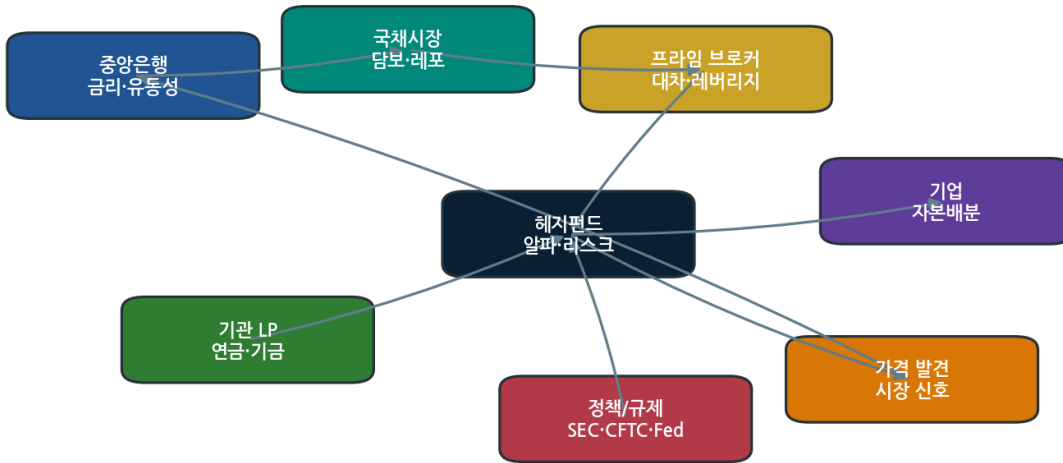 중앙은행
금리·유동성
국채시장
담보·레포
프라임 브로커
대차·레버리지
기업
자본배분
헤지펀드
알파·리스크
기관 LP
연금·기금
가격 발견
시장 신호
정책/규제
SEC·CFTC·Fed